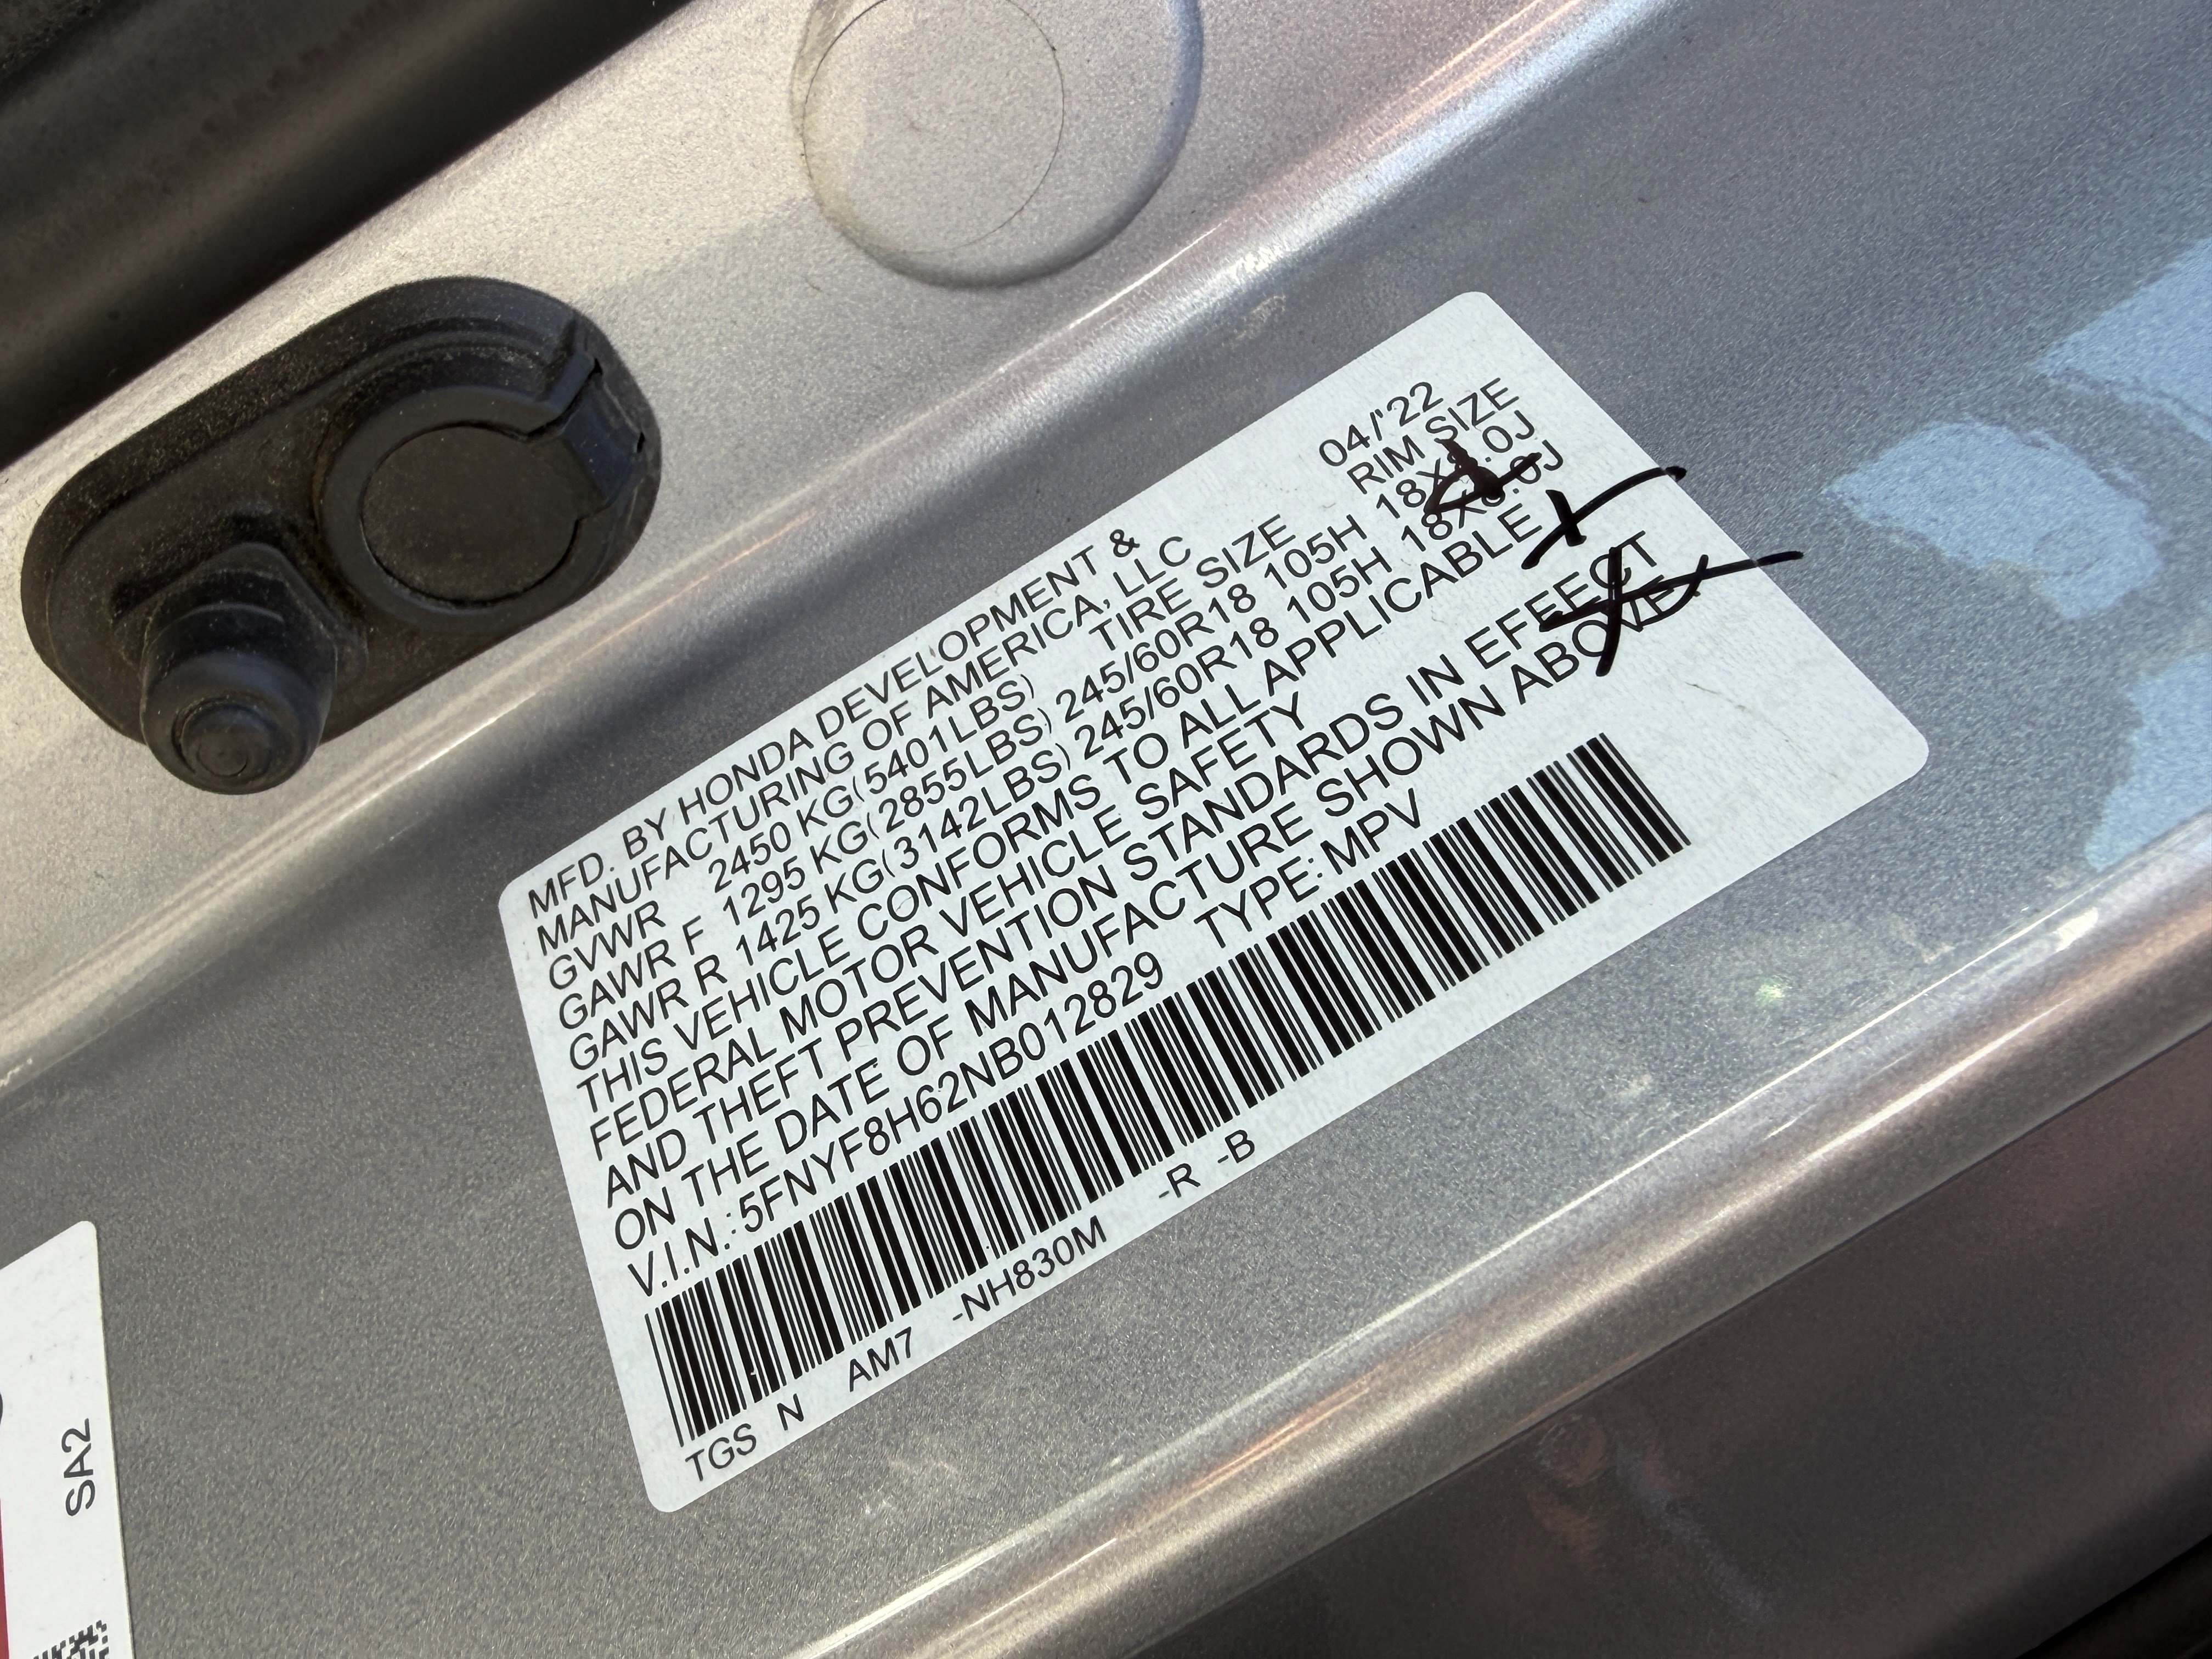 MFD. BY HONDA DEVELOPMENT &
MANUFACTURING OF AMERICA, LLC 04/'22
GVWR 2450 KG(5401LBS) TIRE SIZE RIM SIZE
GAWR F 1295 KG(2855LBS) 245/60R18 105H 18X8.0J
GAWR R 1425 KG(3142LBS) 245/60R18 105H 18X8.0J
THIS VEHICLE CONFORMS TO ALL APPLICABLE
FEDERAL MOTOR VEHICLE SAFETY
AND THEFT PREVENTION STANDARDS IN EFFECT
ON THE DATE OF MANUFACTURE SHOWN ABOVE.
V.I.N.: 5FNYF8H62NB012829 TYPE: MPV
TGS N AM7 -NH830M -R -B
SA2